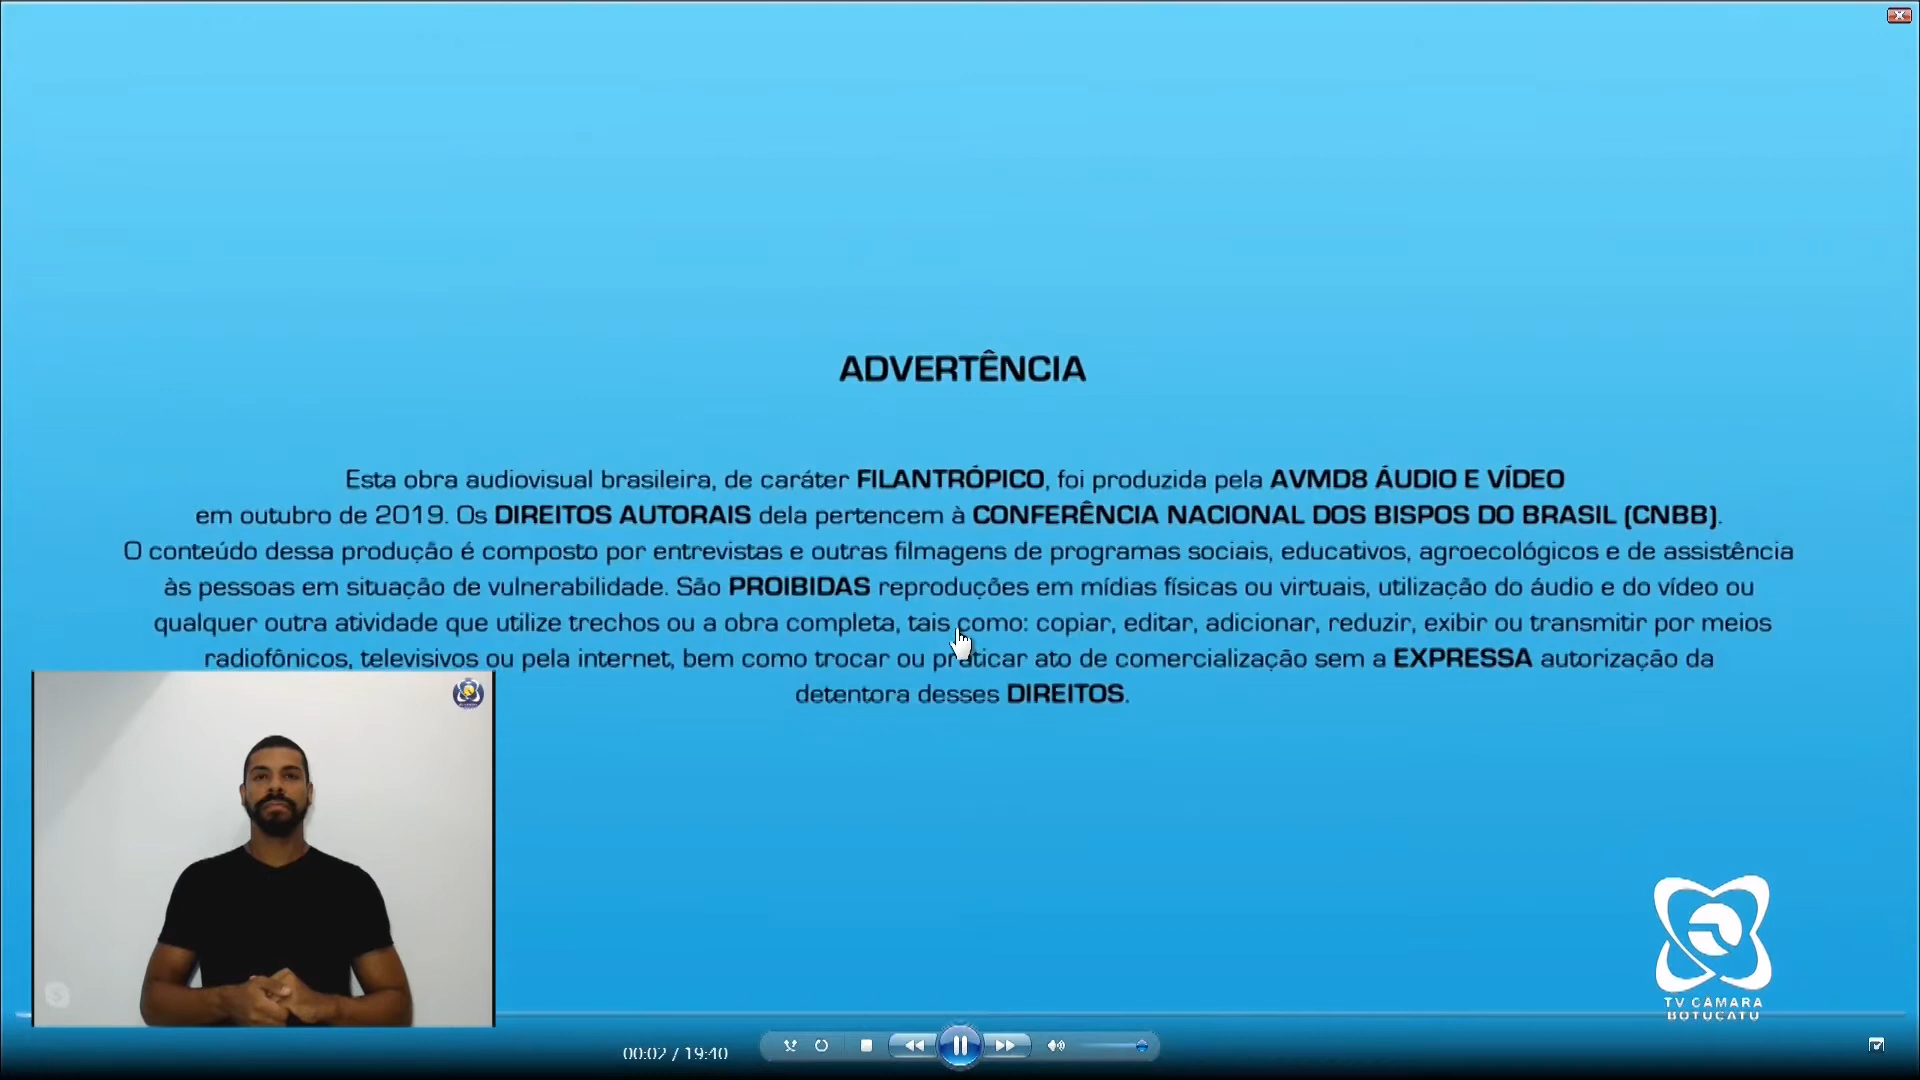 ADVERTÊNCIA
Esta obra audiovisual brasileira, de caráter FILANTRÓPICO, foi produzida pela AVMD8 ÁUDIO E VÍDEO
em outubro de 2019. Os DIREITOS AUTORAIS dela pertencem à CONFERÊNCIA NACIONAL DOS BISPOS DO BRASIL (CNBB).
O conteúdo dessa produção é composto por entrevistas e outras filmagens de programas sociais, educativos, agroecológicos e de assistência
às pessoas em situação de vulnerabilidade. São PROIBIDAS reproduções em mídias físicas ou virtuais, utilização do áudio e do vídeo ou
qualquer outra atividade que utilize trechos ou a obra completa, tais como: copiar, editar, adicionar, reduzir, exibir ou transmitir por meios
radiofônicos, televisivos ou pela internet, bem como trocar ou praticar ato de comercialização sem a EXPRESSA autorização da
detentora desses DIREITOS.
TV CAMARA
BOTUCATU
00:02 / 19:40